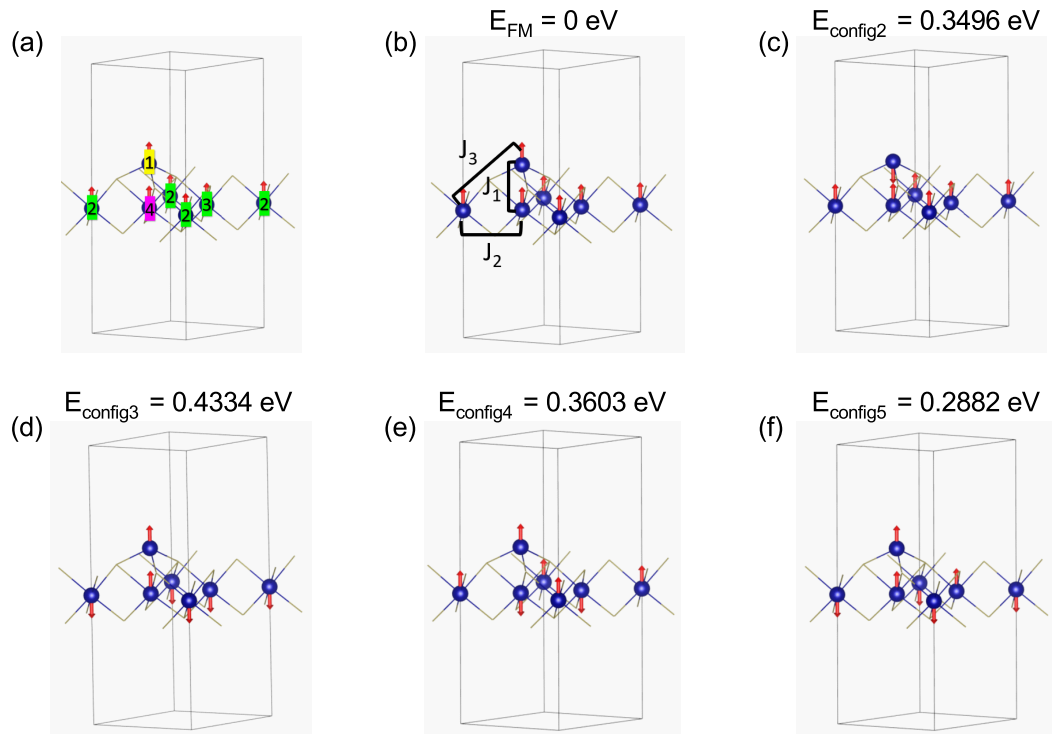 E_FM = 0 eV
(a)
(b)
(c)
E_config2 = 0.3496 eV
1
2
4
2
2
3
2
J_3
J_1
J_2
(d)
E_config3 = 0.4334 eV
(e)
E_config4 = 0.3603 eV
(f)
E_config5 = 0.2882 eV